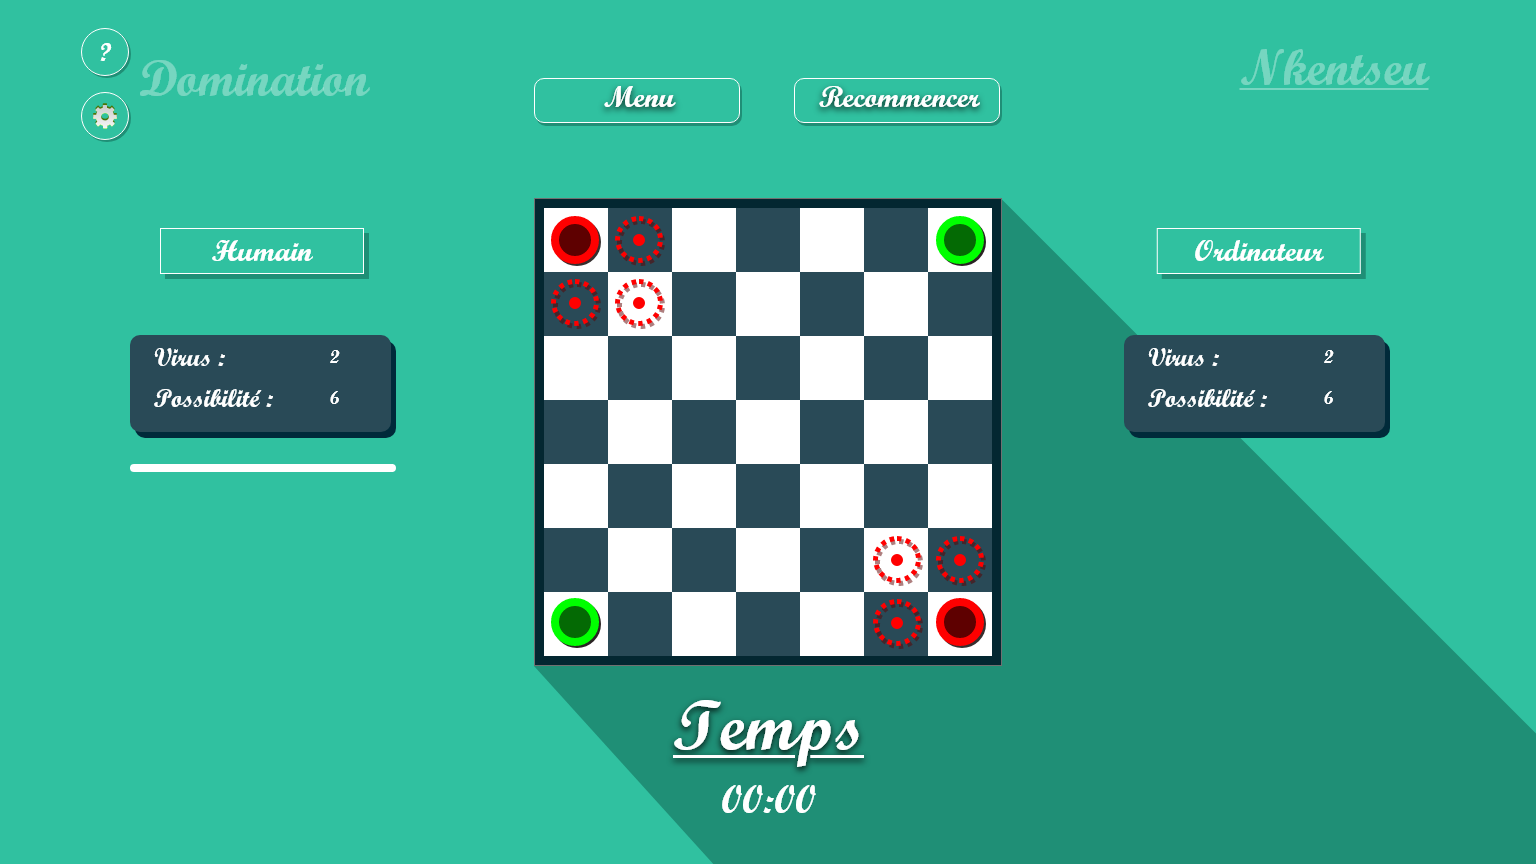 ?
Domination
Nkentseu
Menu
Recommencer
Humain
Ordinateur
Virus : 2
Possibilité : 6
Virus : 2
Possibilité : 6
Temps
00:00